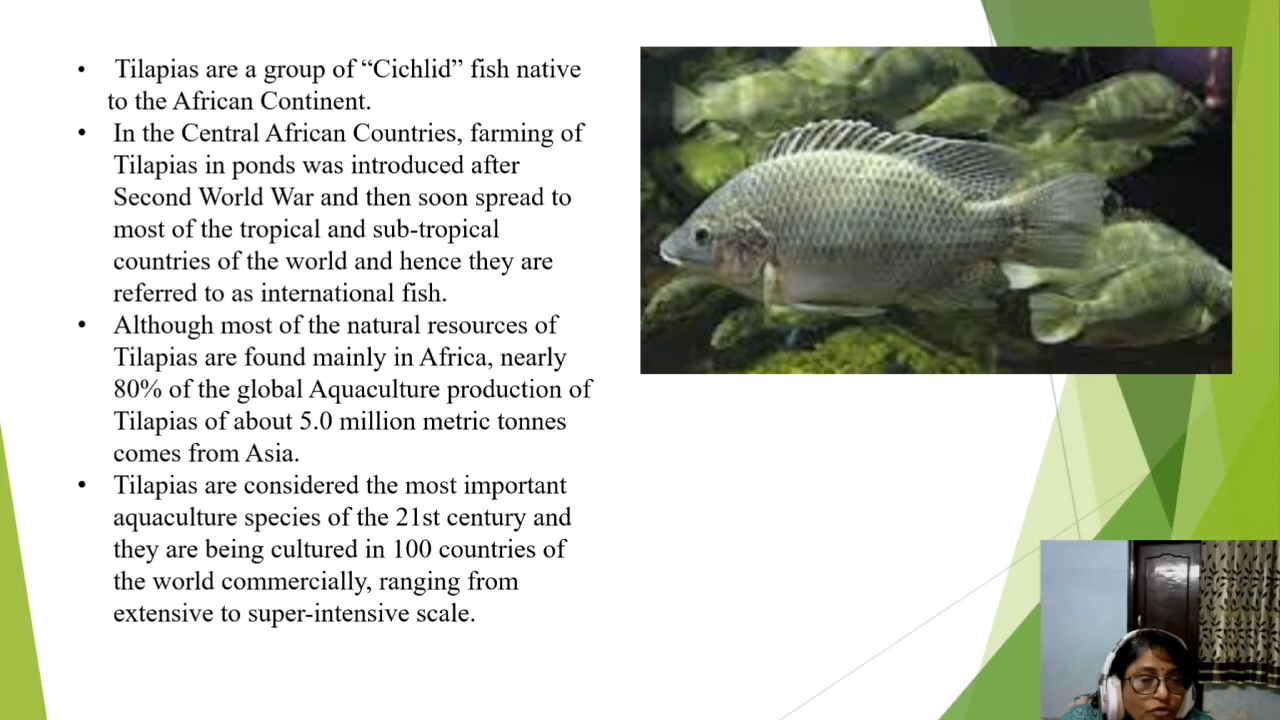 • Tilapias are a group of “Cichlid” fish native
to the African Continent.
• In the Central African Countries, farming of
Tilapias in ponds was introduced after
Second World War and then soon spread to
most of the tropical and sub-tropical
countries of the world and hence they are
referred to as international fish.
• Although most of the natural resources of
Tilapias are found mainly in Africa, nearly
80% of the global Aquaculture production of
Tilapias of about 5.0 million metric tonnes
comes from Asia.
• Tilapias are considered the most important
aquaculture species of the 21st century and
they are being cultured in 100 countries of
the world commercially, ranging from
extensive to super-intensive scale.